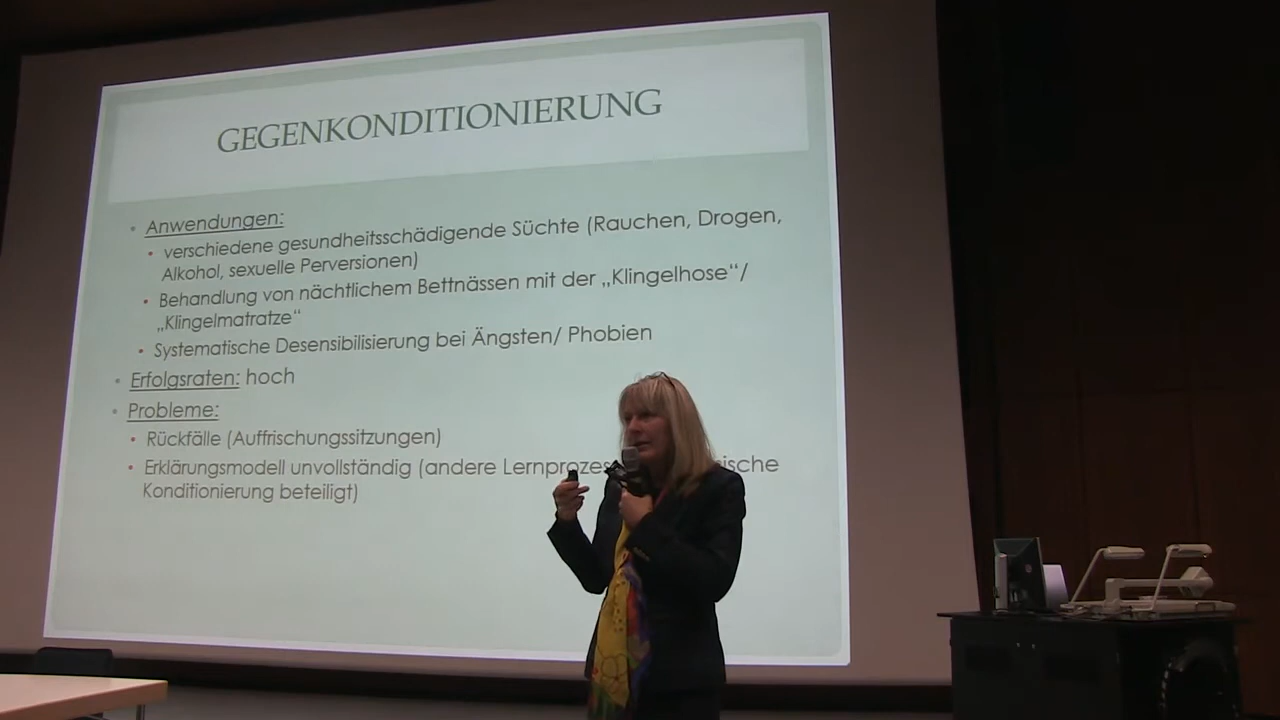 GEGENKONDITIONIERUNG
Anwendungen:
verschiedene gesundheitsschädigende Süchte (Rauchen, Drogen,
Alkohol, sexuelle Perversionen)
Behandlung von nächtlichem Bettnässen mit der „Klingelhose“/
„Klingelmatratze“
Systematische Desensibilisierung bei Ängsten/ Phobien
Erfolgsraten: hoch
Probleme:
Rückfälle (Auffrischungssitzungen)
Erklärungsmodell unvollständig (andere
Konditionierung beteiligt)